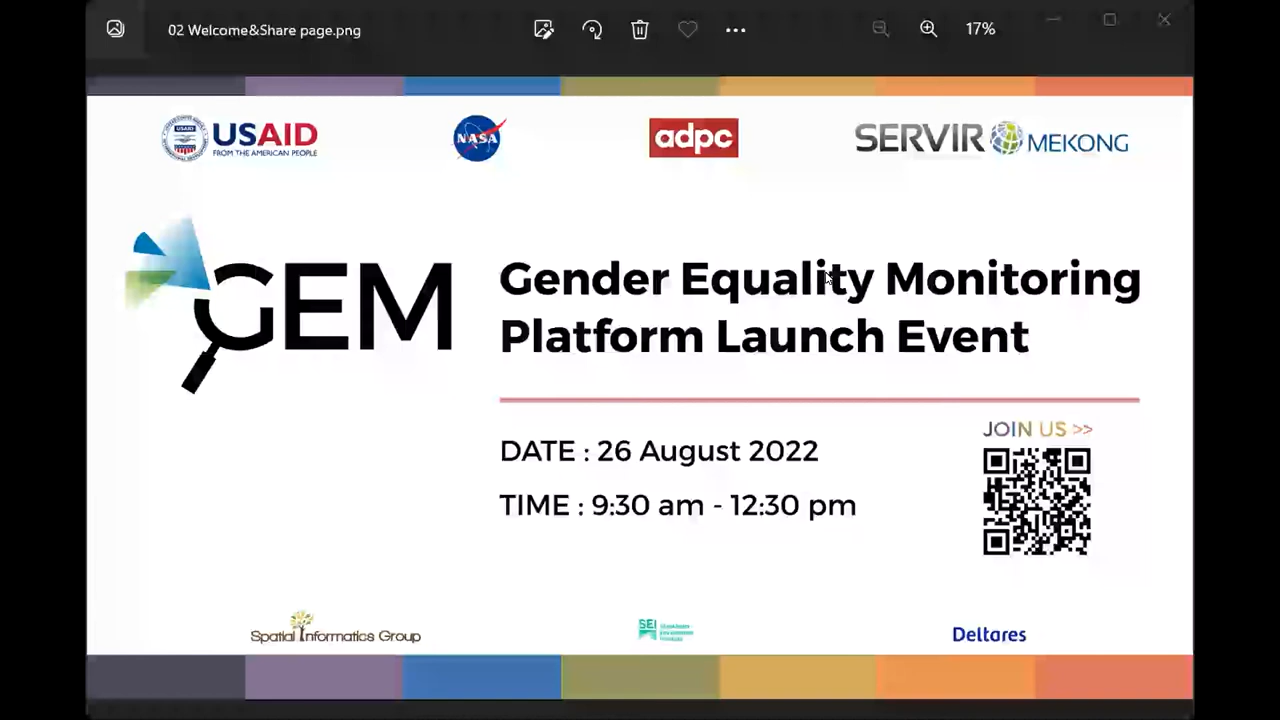 02 Welcome&Share page.png
17%
USAID
FROM THE AMERICAN PEOPLE
USAID
NASA
adpc
SERVIR MEKONG
GEM
Gender Equality Monitoring
Platform Launch Event
DATE : 26 August 2022
TIME : 9:30 am - 12:30 pm
JOIN US >>
Spatial Informatics Group
SEI
Deltares